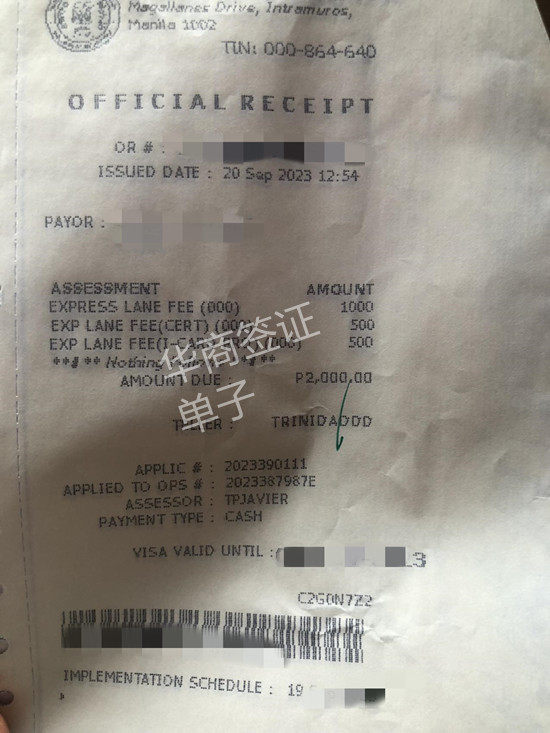 Magallanes Drive, Intramuros,
Manila 1002
TIN: 000-864-640
OFFICIAL RECEIPT
OR # :
ISSUED DATE : 20 Sep 2023 12:54
PAYOR :
ASSESSMENT AMOUNT
EXPRESS LANE FEE (000) 1000
EXP LANE FEE(CERT) (000) 500
EXP LANE FEE(I-CARD 500
Nothing
AMOUNT DUE : P2,000.00
TRINIDADDD
APPLIC # : 2023390111
APPLIED TO OPS # : 2023387987E
ASSESSOR : TPJAVIER
PAYMENT TYPE : CASH
VISA VALID UNTIL :
C2G0N7Z2
IMPLEMENTATION SCHEDULE : 19
华商签证
单子